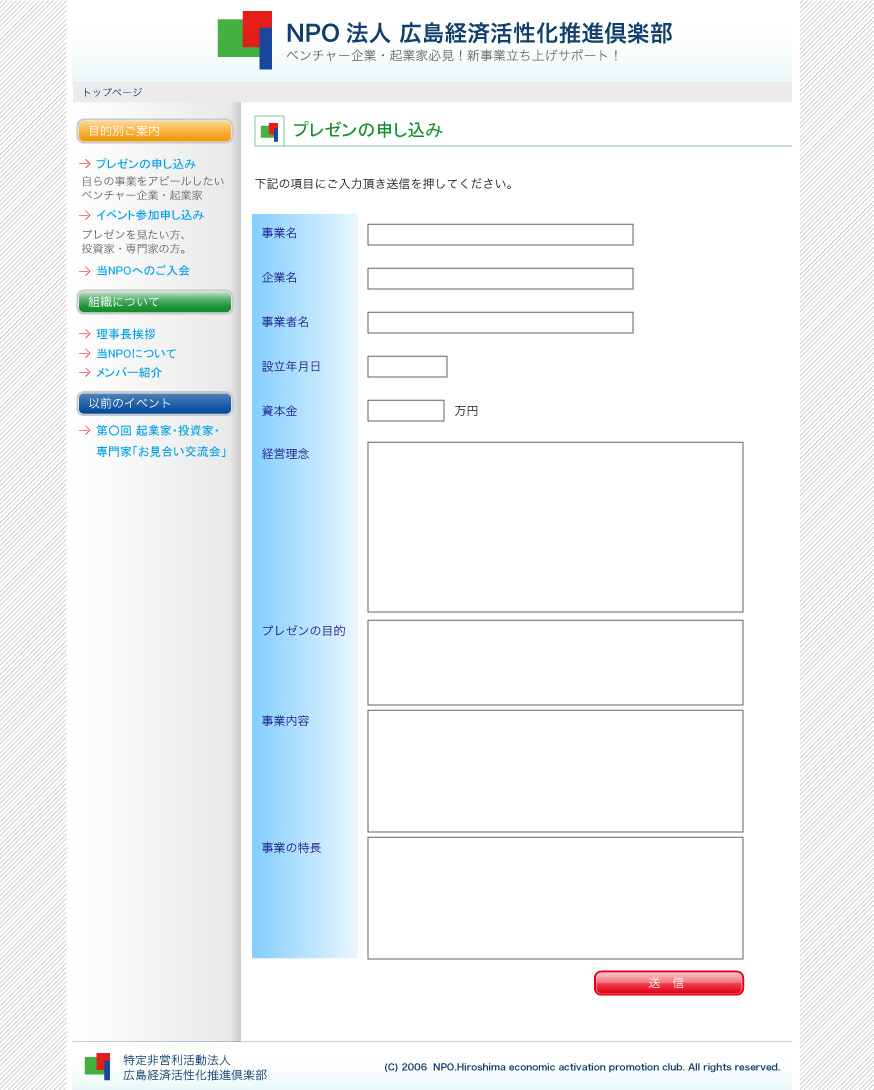 NPO 法人 広島経済活性化推進倶楽部
ベンチャー企業・起業家必見！新事業立ち上げサポート！
トップページ
目的別ご案内
プレゼンの申し込み
自らの事業をアピールしたい
ベンチャー企業・起業家
イベント参加申し込み
プレゼンを見たい方、
投資家・専門家の方。
当NPOへのご入会
組織について
理事長挨拶
当NPOについて
メンバー紹介
以前のイベント
第〇回 起業家・投資家・
専門家「お見合い交流会」
プレゼンの申し込み
下記の項目にご入力頂き送信を押してください。
事業名
企業名
事業者名
設立年月日
資本金 万円
経営理念
プレゼンの目的
事業内容
事業の特長
送 信
特定非営利活動法人
広島経済活性化推進倶楽部
(C) 2006 NPO.Hiroshima economic activation promotion club. All rights reserved.